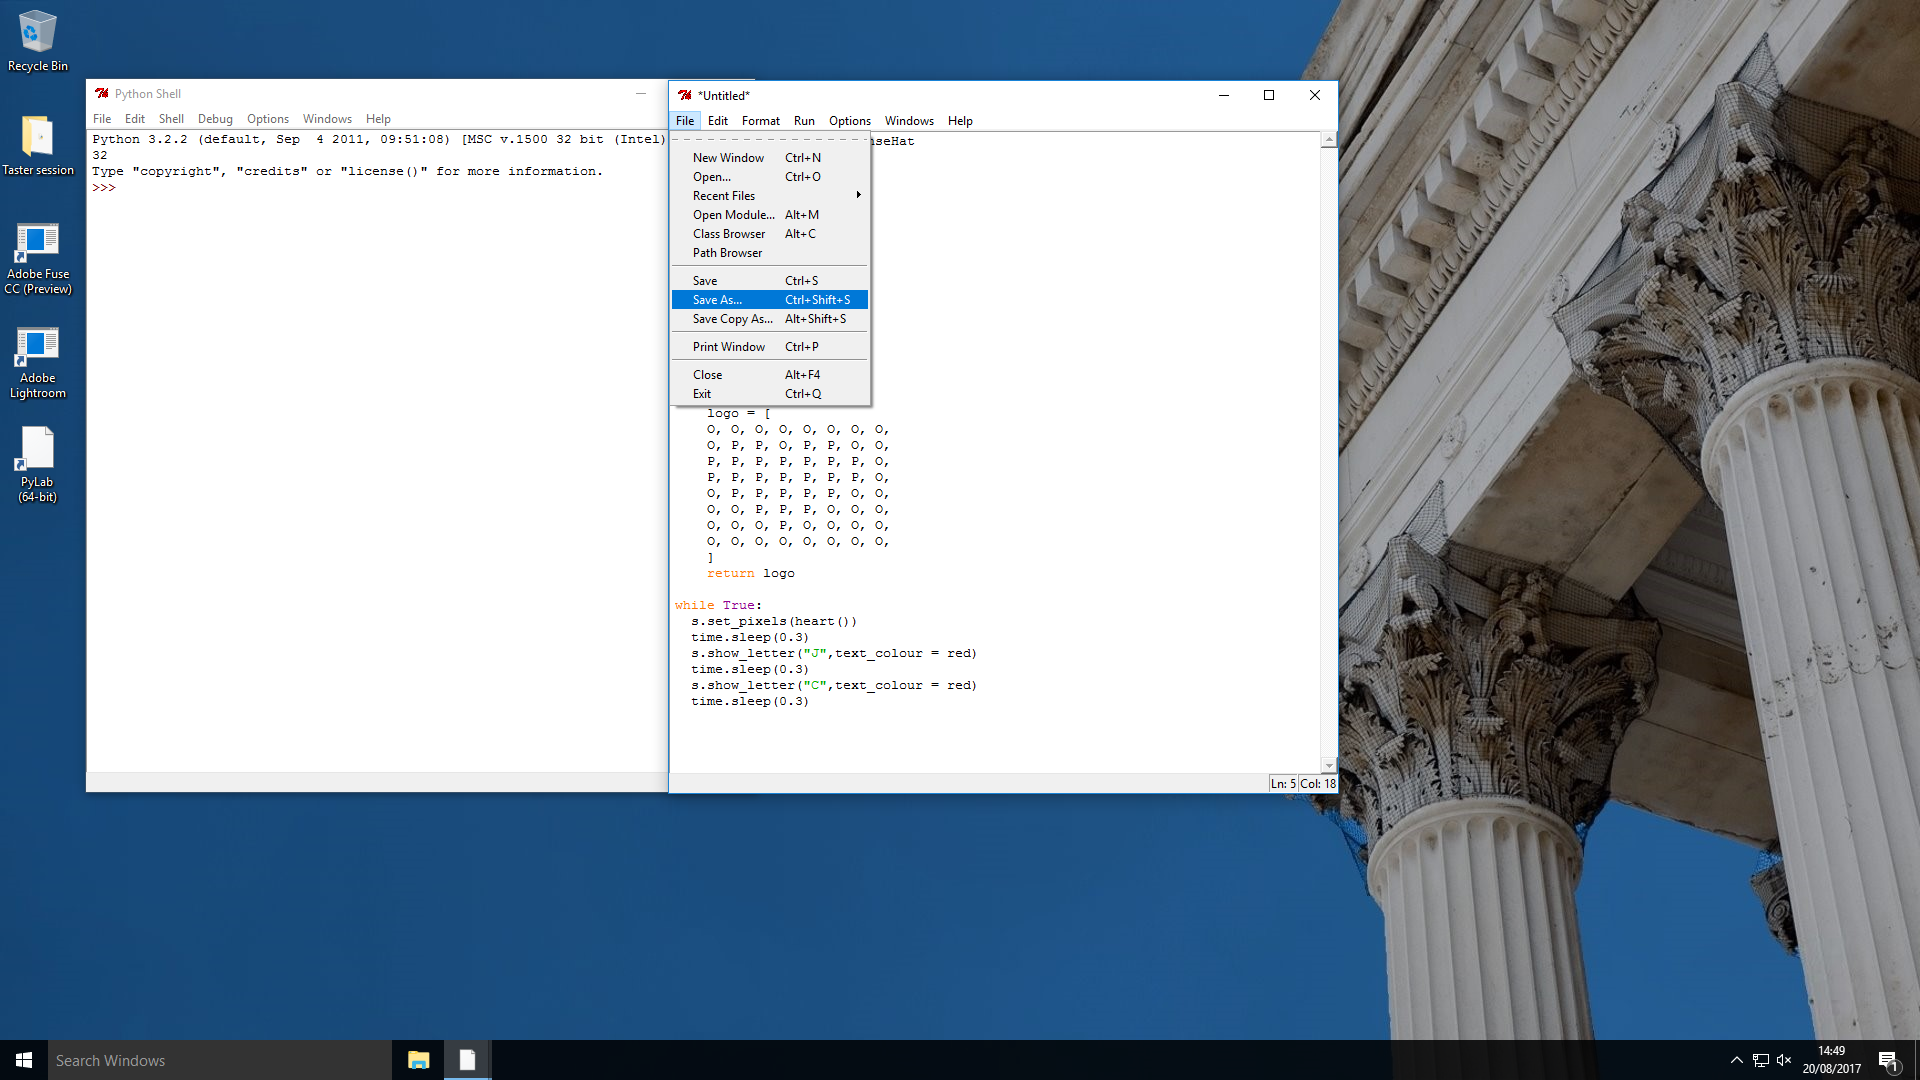 Recycle Bin
Taster session
Adobe Fuse
CC (Preview)
Adobe
Lightroom
PyLab
(64-bit)
Python Shell
File Edit Shell Debug Options Windows Help
Python 3.2.2 (default, Sep  4 2011, 09:51:08) [MSC v.1500 32 bit (Intel)
32
Type "copyright", "credits" or "license()" for more information.
>>>
*Untitled*
File Edit Format Run Options Windows Help
seHat
New Window Ctrl+N
Open... Ctrl+O
Recent Files
Open Module... Alt+M
Class Browser Alt+C
Path Browser
Save Ctrl+S
Save As... Ctrl+Shift+S
Save Copy As... Alt+Shift+S
Print Window Ctrl+P
Close Alt+F4
Exit Ctrl+Q
logo = [
O, O, O, O, O, O, O, O,
O, P, P, O, P, P, O, O,
P, P, P, P, P, P, P, O,
P, P, P, P, P, P, P, O,
O, P, P, P, P, P, O, O,
O, O, P, P, P, O, O, O,
O, O, O, P, O, O, O, O,
O, O, O, O, O, O, O, O,
]
return logo
while True:
s.set_pixels(heart())
time.sleep(0.3)
s.show_letter("J",text_colour = red)
time.sleep(0.3)
s.show_letter("C",text_colour = red)
time.sleep(0.3)
Ln: 5 Col: 18
Search Windows
14:49
20/08/2017
1